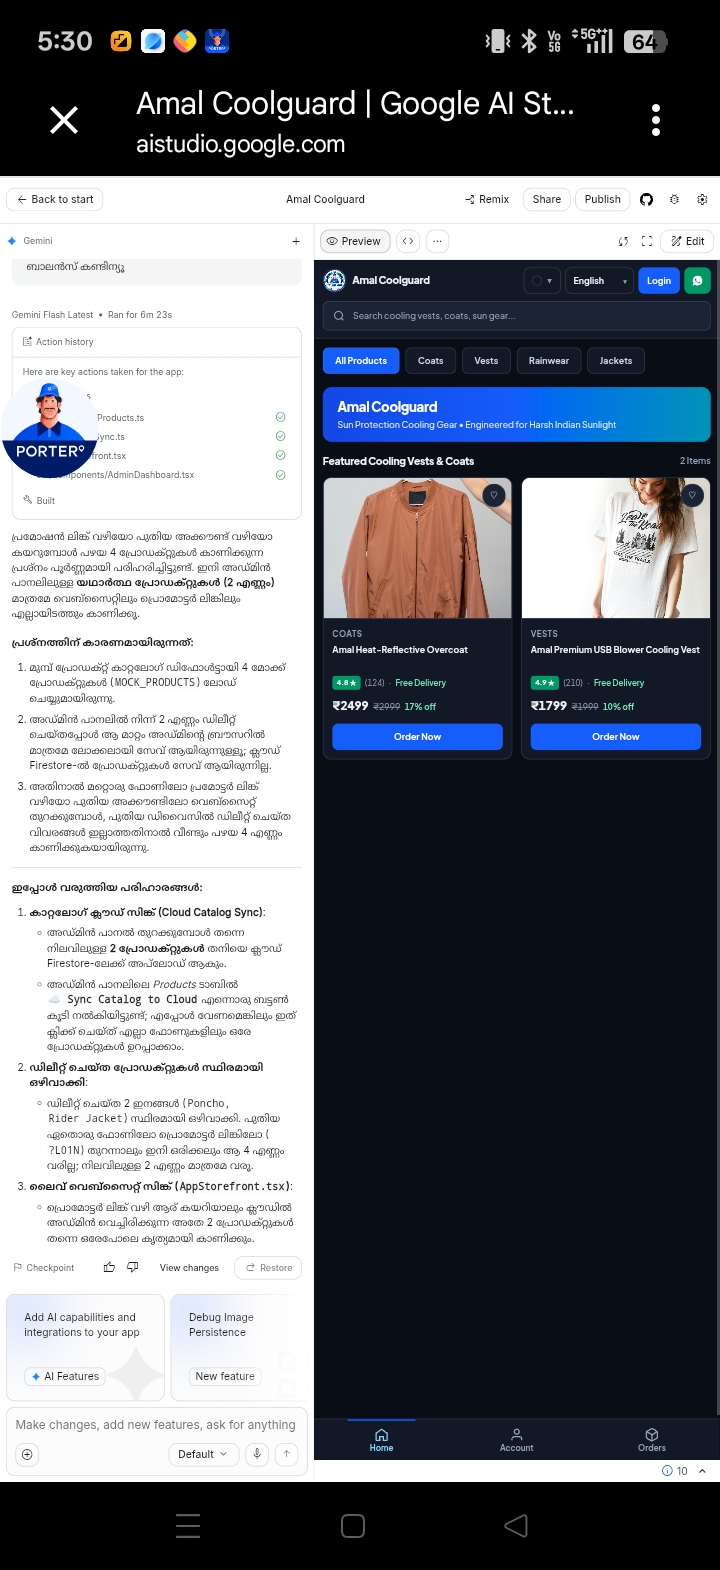 5:30
Vo
5G
5G++
64
Amal Coolguard | Google AI St...
aistudio.google.com
Back to start
Amal Coolguard
Remix
Share
Publish
Gemini
Preview
Edit
ബാലൻസ് കണ്ടിന്യൂ
Gemini Flash Latest • Ran for 6m 23s
Action history
Here are key actions taken for the app:
s
Products.ts
Sync.ts
front.tsx
mponents/AdminDashboard.tsx
Built
PORTER
പ്രമോഷൻ ലിങ്ക് വഴിയോ പുതിയ അക്കൗണ്ട് വഴിയോ
കയറുമ്പോൾ പഴയ 4 പ്രോഡക്റ്റുകൾ കാണിക്കുന്ന
പ്രശ്നം പൂർണ്ണമായി പരിഹരിച്ചിട്ടുണ്ട്. ഇനി അഡ്മിൻ
പാനലിലുള്ള യഥാർത്ഥ പ്രോഡക്റ്റുകൾ (2 എണ്ണം)
മാത്രമേ വെബ്സൈറ്റിലും പ്രൊമോട്ടർ ലിങ്കിലും
എല്ലായിടത്തും കാണിക്കൂ.
പ്രശ്നത്തിന് കാരണമായിരുന്നത്:
1. മുമ്പ് പ്രോഡക്റ്റ് കാറ്റലോഗ് ഡിഫോൾട്ടായി 4 മോക്ക്
പ്രോഡക്റ്റുകൾ (MOCK_PRODUCTS) ലോഡ്
ചെയ്യുമായിരുന്നു.
2. അഡ്മിൻ പാനലിൽ നിന്ന് 2 എണ്ണം ഡിലീറ്റ്
ചെയ്തപ്പോൾ ആ മാറ്റം അഡ്മിന്റെ ബ്രൗസറിൽ
മാത്രമേ ലോക്കലായി സേവ് ആയിരുന്നുള്ളൂ; ക്ലൗഡ്
Firestore-ൽ പ്രോഡക്റ്റുകൾ സേവ് ആയിരുന്നില്ല.
3. അതിനാൽ മറ്റൊരു ഫോണിലോ പ്രമോട്ടർ ലിങ്ക്
വഴിയോ പുതിയ അക്കൗണ്ടിലോ വെബ്സൈറ്റ്
തുറക്കുമ്പോൾ, പുതിയ ഡിവൈസിൽ ഡിലീറ്റ് ചെയ്ത
വിവരങ്ങൾ ഇല്ലാത്തതിനാൽ വീണ്ടും പഴയ 4 എണ്ണം
കാണിക്കുകയായിരുന്നു.
ഇപ്പോൾ വരുത്തിയ പരിഹാരങ്ങൾ:
1. കാറ്റലോഗ് ക്ലൗഡ് സിങ്ക് (Cloud Catalog Sync):
അഡ്മിൻ പാനൽ തുറക്കുമ്പോൾ തന്നെ
നിലവിലുള്ള 2 പ്രോഡക്റ്റുകൾ തനിയെ ക്ലൗഡ്
Firestore-ലേക്ക് അപ്‌ലോഡ് ആകും.
അഡ്മിൻ പാനലിലെ Products ടാബിൽ
☁️ Sync Catalog to Cloud എന്നൊരു ബട്ടൺ
കൂടി നൽകിയിട്ടുണ്ട്; എപ്പോൾ വേണമെങ്കിലും ഇത്
ക്ലിക്ക് ചെയ്ത് എല്ലാ ഫോണുകളിലും ഒരേ
പ്രോഡക്റ്റുകൾ ഉറപ്പാക്കാം.
2. ഡിലീറ്റ് ചെയ്ത പ്രോഡക്റ്റുകൾ സ്ഥിരമായി
ഒഴിവാക്കി:
ഡിലീറ്റ് ചെയ്ത 2 ഇനങ്ങൾ (Poncho,
Rider Jacket) സ്ഥിരമായി ഒഴിവാക്കി. പുതിയ
ഏതൊരു ഫോണിലോ പ്രൊമോട്ടർ ലിങ്കിലോ (
?LO1N) തുറന്നാലും ഇനി ഒരിക്കലും ആ 4 എണ്ണം
വരില്ല; നിലവിലുള്ള 2 എണ്ണം മാത്രമേ വരൂ.
3. ലൈവ് വെബ്സൈറ്റ് സിങ്ക് (AppStorefront.tsx):
പ്രൊമോട്ടർ ലിങ്ക് വഴി ആര് കയറിയാലും ക്ലൗഡിൽ
അഡ്മിൻ വെച്ചിരിക്കുന്ന അതേ 2 പ്രോഡക്റ്റുകൾ
തന്നെ ഒരേപോലെ കൃത്യമായി കാണിക്കും.
Checkpoint
View changes
Restore
Add AI capabilities and
integrations to your app
AI Features
Debug Image
Persistence
New feature
Make changes, add new features, ask for anything
Default
Amal Coolguard
English
Login
Search cooling vests, coats, sun gear...
All Products
Coats
Vests
Rainwear
Jackets
Amal Coolguard
Sun Protection Cooling Gear • Engineered for Harsh Indian Sunlight
Featured Cooling Vests & Coats
2 Items
COATS
Amal Heat-Reflective Overcoat
4.8 ★ (124) · Free Delivery
₹2499 ₹2999 17% off
Order Now
VESTS
Amal Premium USB Blower Cooling Vest
4.9 ★ (210) · Free Delivery
₹1799 ₹1999 10% off
Order Now
Home
Account
Orders
10